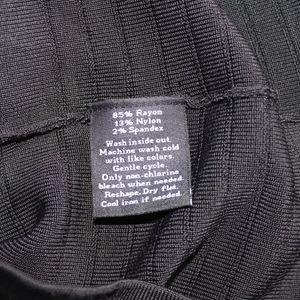 85% Rayon
13% Nylon
2% Spandex
Wash inside out.
Machine wash cold
with like colors.
Gentle cycle.
Only non-chlorine
bleach when needed.
Reshape. Dry flat.
Cool iron if needed.